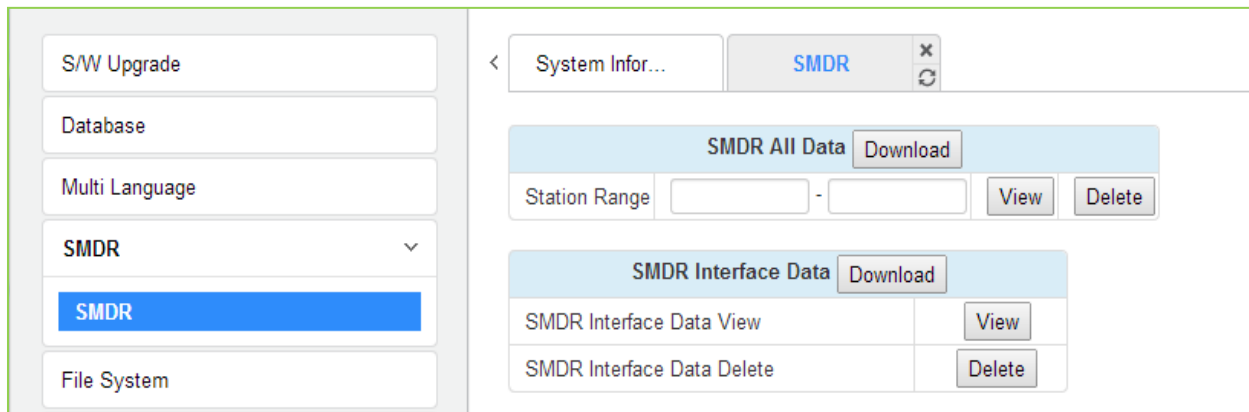 S/W Upgrade
Database
Multi Language
SMDR
SMDR
File System
System Infor...
SMDR
SMDR All Data Download
Station Range - View Delete
SMDR Interface Data Download
SMDR Interface Data View View
SMDR Interface Data Delete Delete